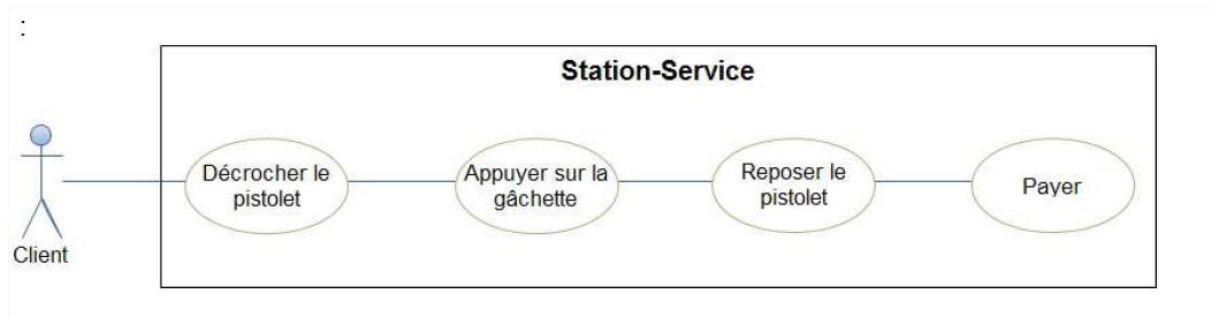 :
Station-Service
Décrocher le
pistolet
Appuyer sur la
gâchette
Reposer le
pistolet
Payer
Client